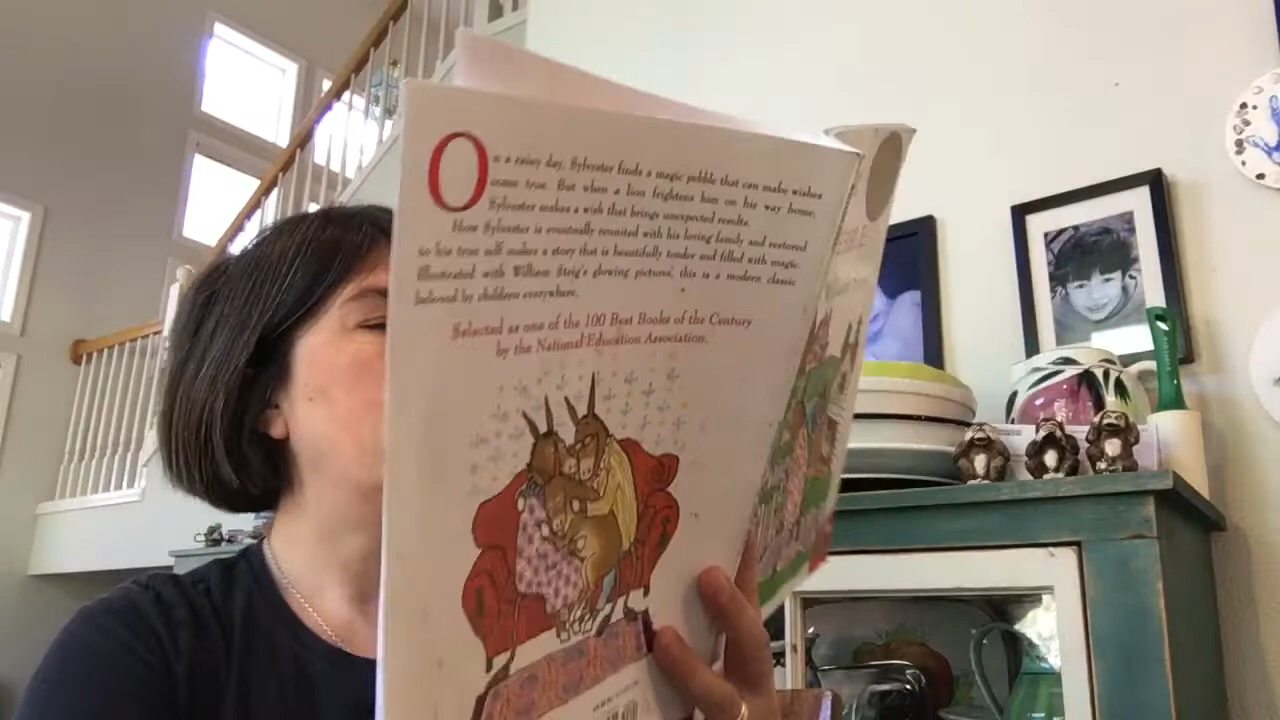 On a rainy day, Sylvester finds a magic pebble that can make wishes
come true. But when a lion frightens him on his way home,
Sylvester makes a wish that brings unexpected results.
How Sylvester is eventually reunited with his loving family and restored
to his true self makes a story that is beautifully tender and filled with magic.
Illustrated with William Steig's glowing pictures, this is a modern classic
beloved by children everywhere.
Selected as one of the 100 Best Books of the Century
by the National Education Association.